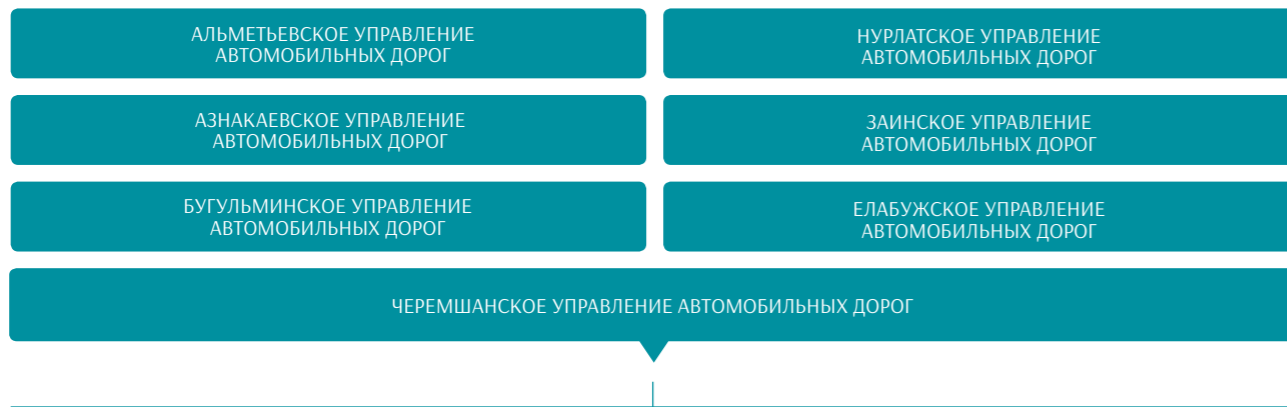 АЛЬМЕТЬЕВСКОЕ УПРАВЛЕНИЕ
АВТОМОБИЛЬНЫХ ДОРОГ
НУРЛАТСКОЕ УПРАВЛЕНИЕ
АВТОМОБИЛЬНЫХ ДОРОГ
АЗНАКАЕВСКОЕ УПРАВЛЕНИЕ
АВТОМОБИЛЬНЫХ ДОРОГ
ЗАИНСКОЕ УПРАВЛЕНИЕ
АВТОМОБИЛЬНЫХ ДОРОГ
БУГУЛЬМИНСКОЕ УПРАВЛЕНИЕ
АВТОМОБИЛЬНЫХ ДОРОГ
ЕЛАБУЖСКОЕ УПРАВЛЕНИЕ
АВТОМОБИЛЬНЫХ ДОРОГ
ЧЕРЕМШАНСКОЕ УПРАВЛЕНИЕ АВТОМОБИЛЬНЫХ ДОРОГ